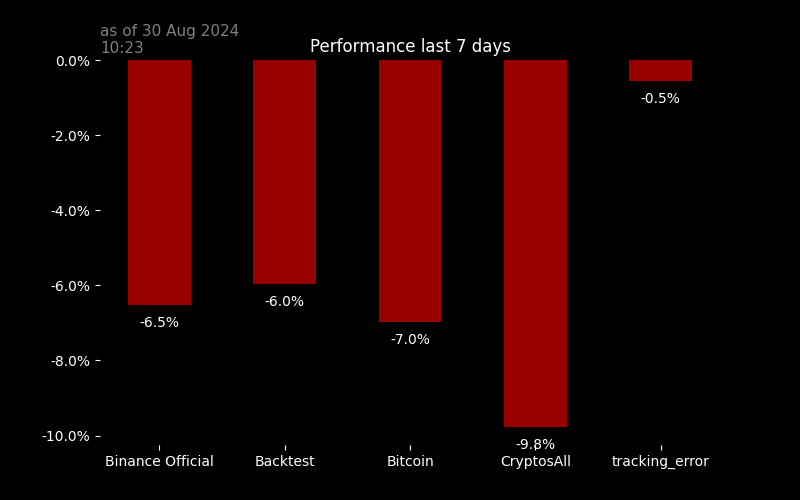 as of 30 Aug 2024
10:23
Performance last 7 days
0.0%
-2.0%
-4.0%
-6.0%
-8.0%
-10.0%
-6.5%
-6.0%
-7.0%
-9.8%
-0.5%
Binance Official
Backtest
Bitcoin
CryptosAll
tracking_error